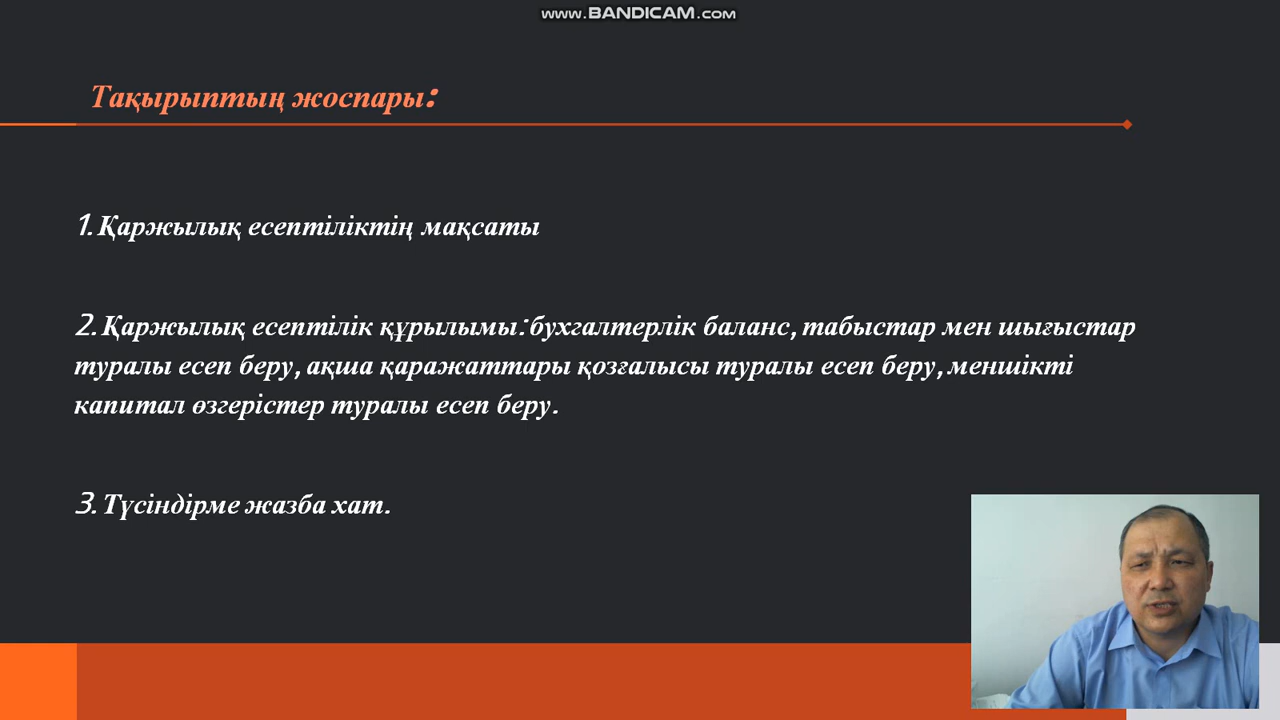 www.BANDICAM.com
Тақырыптың жоспары:
1. Қаржылық есептіліктің мақсаты
2. Қаржылық есептілік құрылымы: бухгалтерлік баланс, табыстар мен шығыстар
туралы есеп беру, ақша қаражаттары қозғалысы туралы есеп беру, меншікті
капитал өзгерістер туралы есеп беру.
3. Түсіндірме жазба хат.